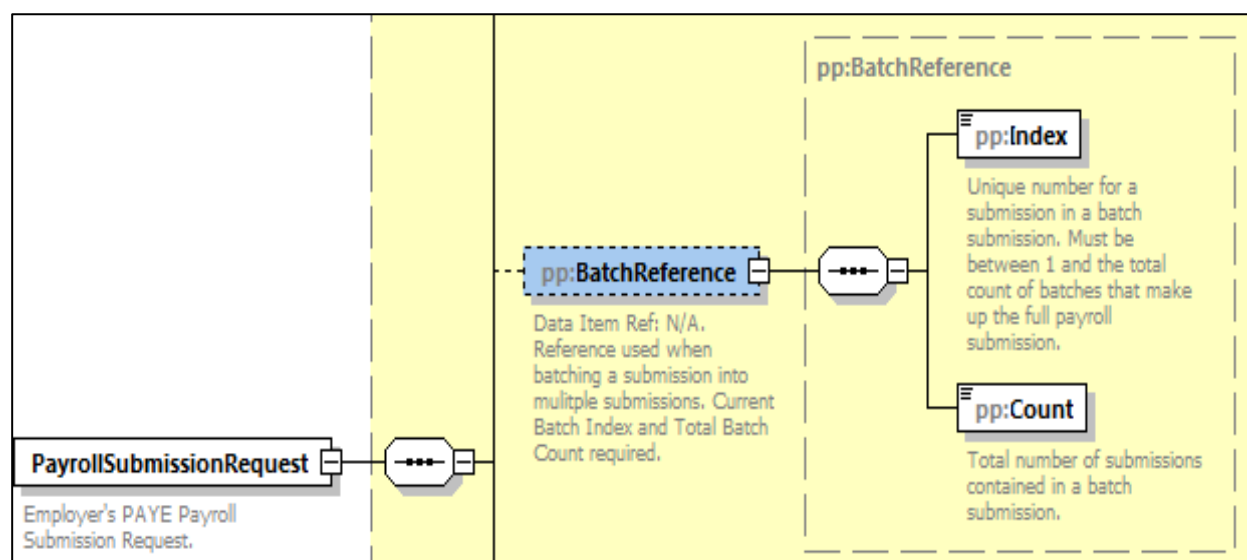 pp:BatchReference
pp:Index
Unique number for a
submission in a batch
submission. Must be
between 1 and the total
count of batches that make
up the full payroll
submission.
pp:BatchReference
Data Item Ref: N/A.
Reference used when
batching a submission into
mulitple submissions. Current
Batch Index and Total Batch
Count required.
pp:Count
Total number of submissions
contained in a batch
submission.
PayrollSubmissionRequest
Employer's PAYE Payroll
Submission Request.